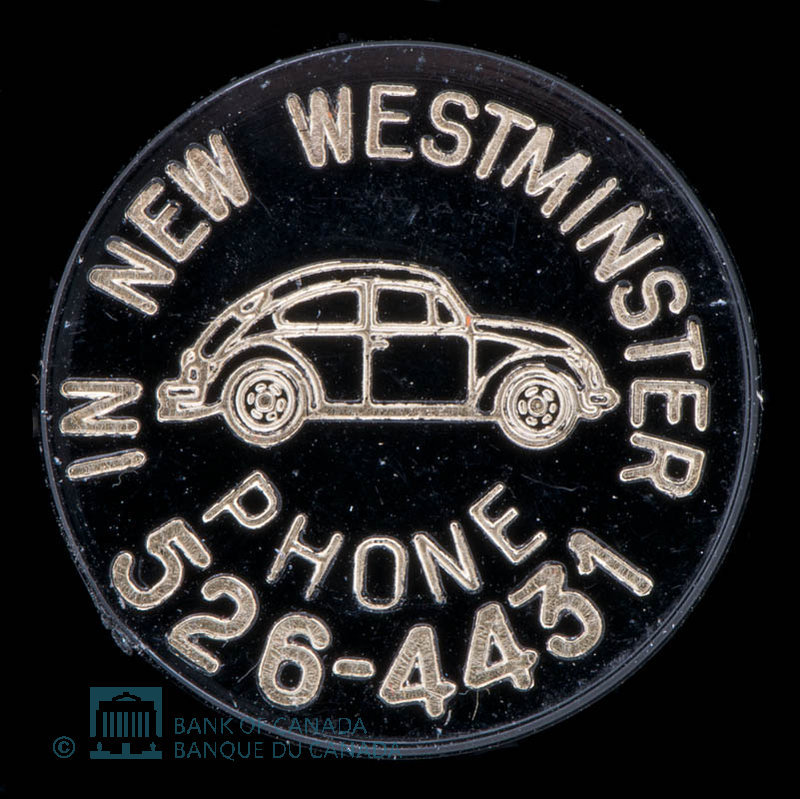 IN NEW WESTMINSTER
PHONE
526-4431
© BANK OF CANADA
BANQUE DU CANADA